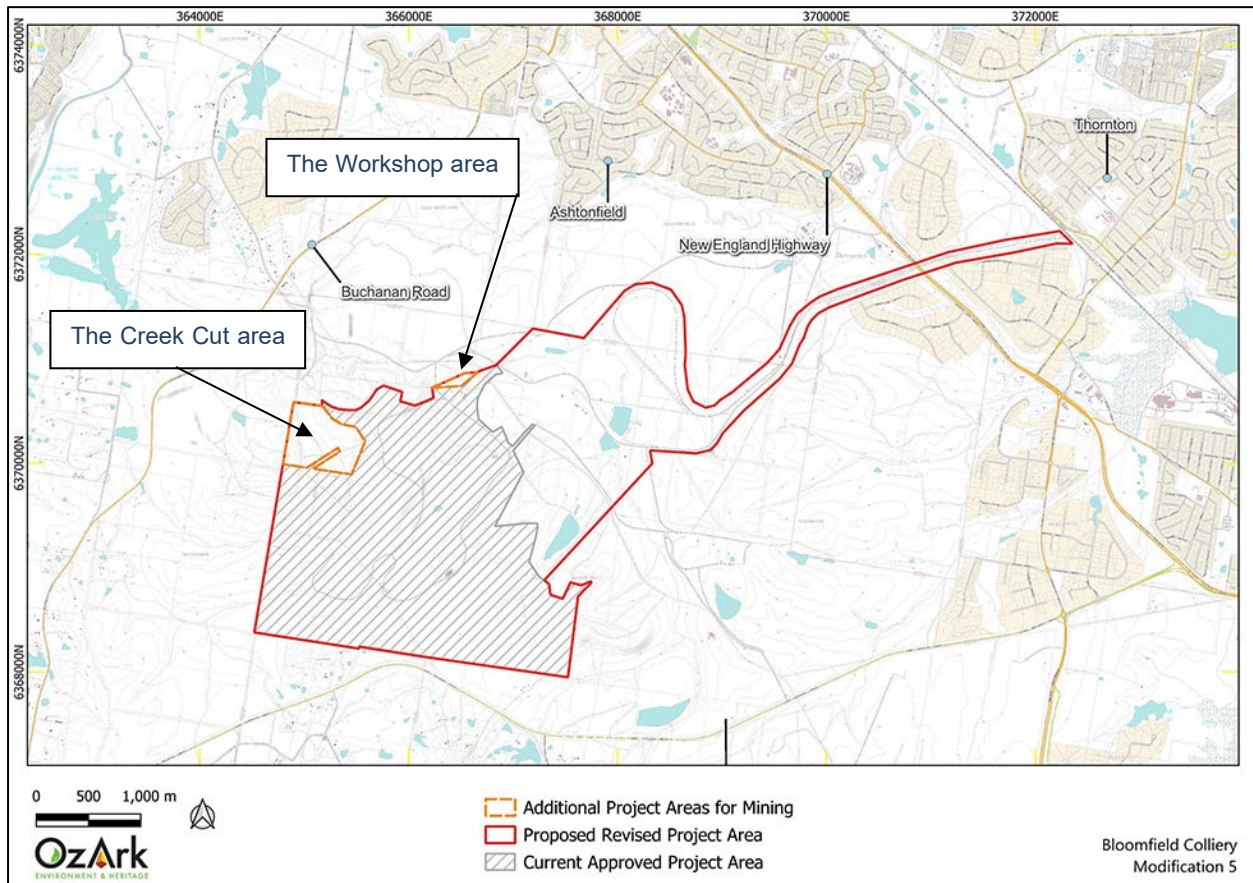 364000E 366000E 368000E 370000E 372000E
6374000N
6372000N
6370000N
6368000N
The Workshop area
Thornton
Ashtonfield
New England Highway
Buchanan Road
The Creek Cut area
0 500 1,000 m
Additional Project Areas for Mining
Proposed Revised Project Area
Current Approved Project Area
OzArk
ENVIRONMENT & HERITAGE
Bloomfield Colliery
Modification 5